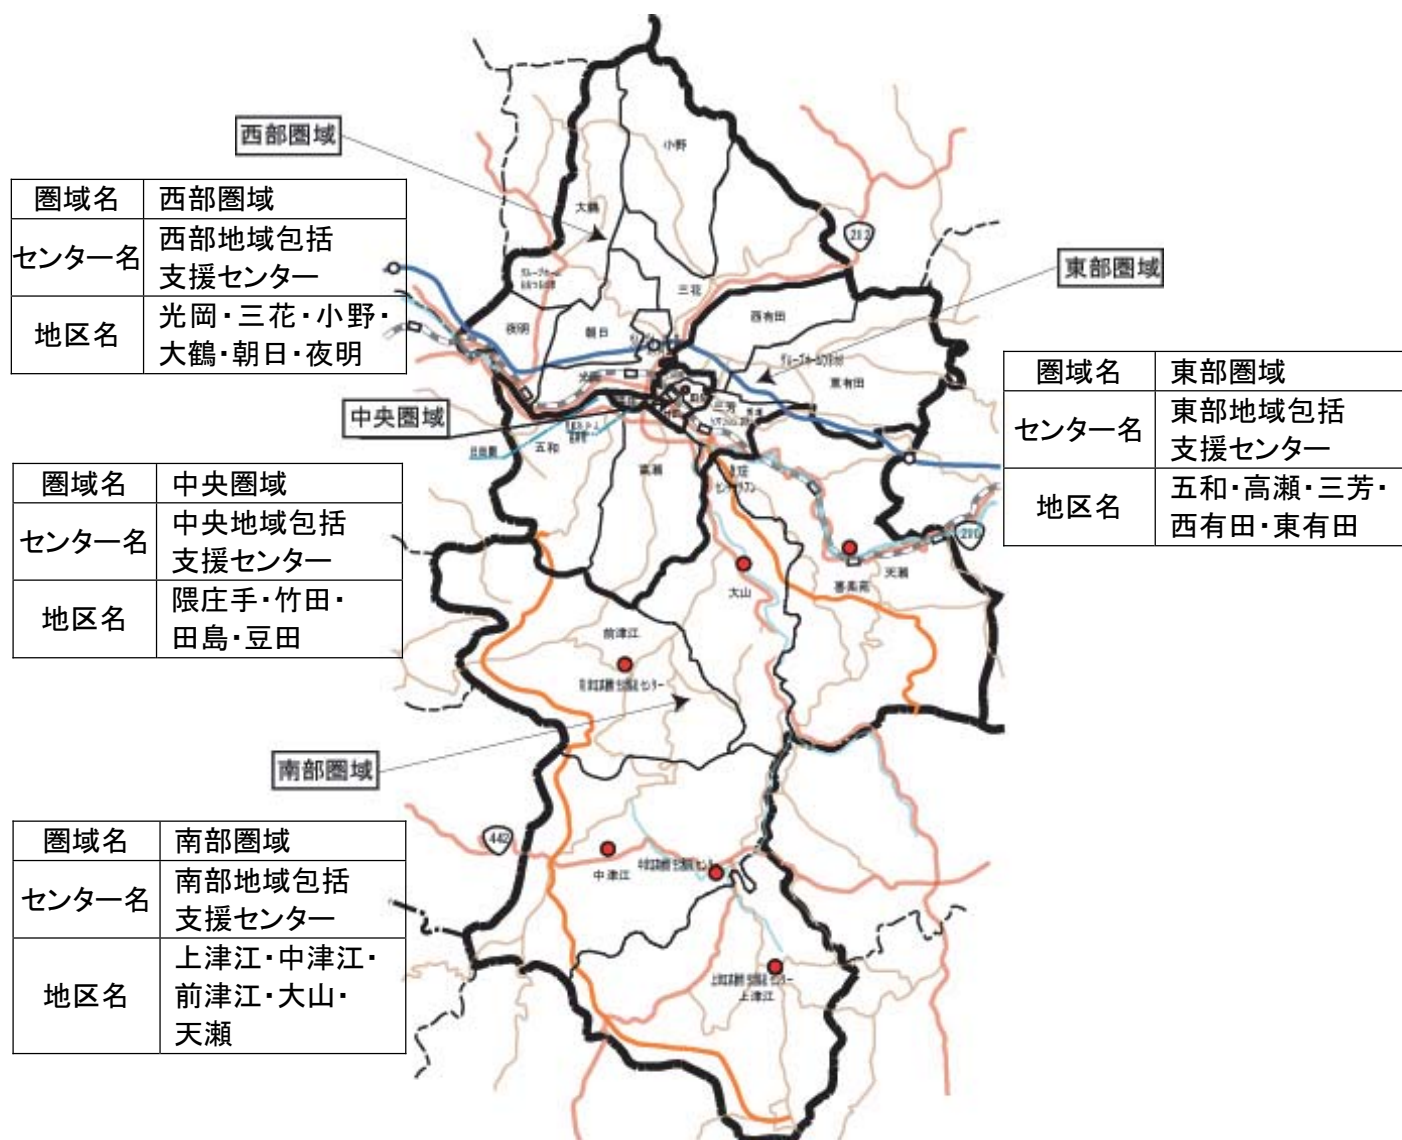 西部圏域
圏域名 西部圏域
センター名 西部地域包括
支援センター
地区名 光岡・三花・小野・
大鶴・朝日・夜明
東部圏域
圏域名 東部圏域
センター名 東部地域包括
支援センター
地区名 五和・高瀬・三芳・
西有田・東有田
中央圏域
圏域名 中央圏域
センター名 中央地域包括
支援センター
地区名 隈庄手・竹田・
田島・豆田
南部圏域
圏域名 南部圏域
センター名 南部地域包括
支援センター
地区名 上津江・中津江・
前津江・大山・
天瀬
小野
大鶴
212
三花
西有田
夜明
朝日
東有田
光岡
三芳
五和
高瀬
210
大山
天瀬
喜楽苑
前津江
442
中津江
上津江